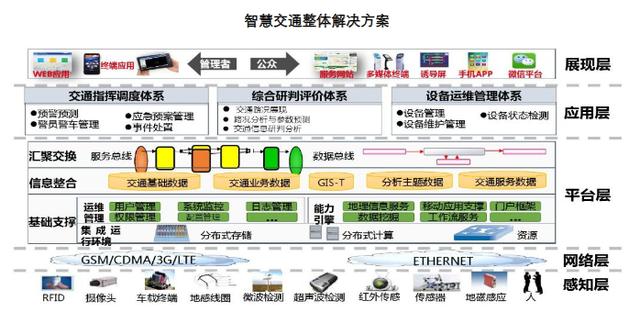 智慧交通整体解决方案
WEB应用 终端应用 管理者 公众 服务网站 多媒体终端 诱导屏 手机APP 微信平台 展现层
交通指挥调度体系 综合研判评价体系 设备运维管理体系
预警预测 应急预案管理 交通路况展现 设备管理 设备状态检测 应用层
警员警车管理 事件处置 路况分析与参数预测 设备维护管理
交通信息研判分析
汇聚交换 服务总线 数据总线
信息整合 交通基础数据 交通业务数据 GIS-T 分析主题数据 交通服务数据 平台层
基础支撑 运维管理 用户管理 系统监控 日志管理 能力引擎 地理信息服务 移动应用支撑 门户框架
权限管理 配置管理 ... 数据挖掘 工作流服务 ...
集成运行环境 分布式存储 分布式计算 资源
GSM/CDMA/3G/LTE ETHERNET 网络层
感知层
RFID 摄像头 车载终端 地感线圈 微波检测 超声波检测 红外传感 传感器 地磁感应 人